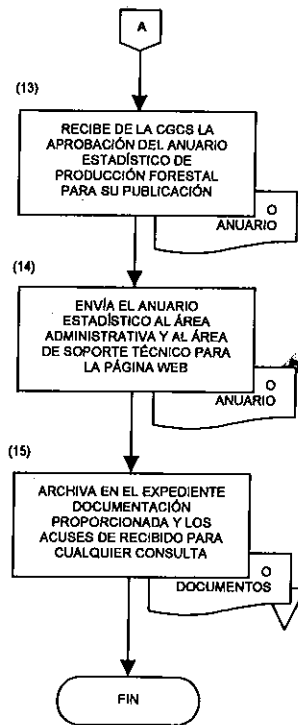 A
(13)
RECIBE DE LA CGCS LA
APROBACIÓN DEL ANUARIO
ESTADÍSTICO DE
PRODUCCIÓN FORESTAL
PARA SU PUBLICACIÓN
O
ANUARIO
(14)
ENVÍA EL ANUARIO
ESTADÍSTICO AL ÁREA
ADMINISTRATIVA Y AL ÁREA
DE SOPORTE TÉCNICO PARA
LA PÁGINA WEB
O
ANUARIO
(15)
ARCHIVA EN EL EXPEDIENTE
DOCUMENTACIÓN
PROPORCIONADA Y LOS
ACUSES DE RECIBIDO PARA
CUALQUIER CONSULTA
O
DOCUMENTOS
FIN